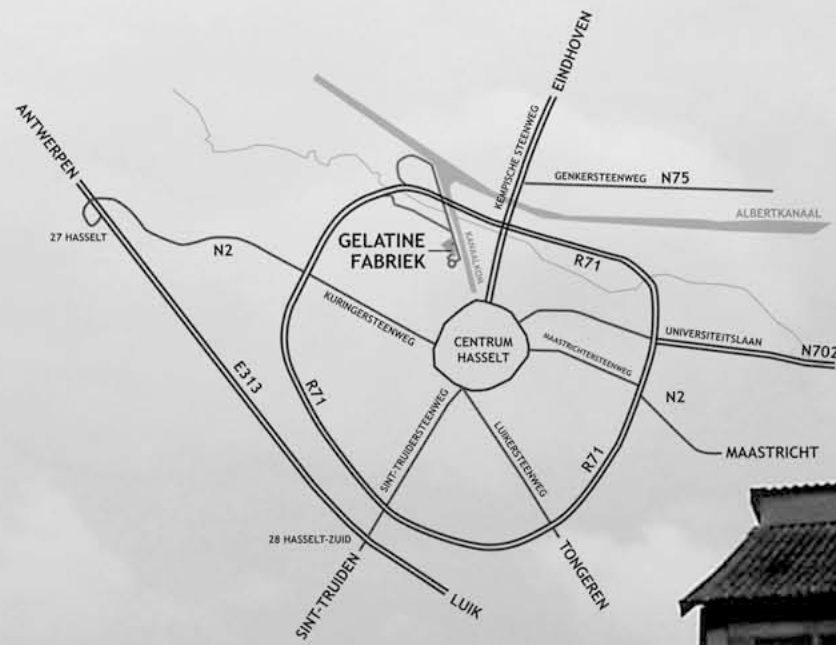 EINDHOVEN
ANTWERPEN
KEMPISCHE STEENWEG
GENKERSTEENWEG N75
ALBERTKANAAL
27 HASSELT
N2
GELATINE
FABRIEK
KANAALKOM
R71
KURINGERSTEENWEG
CENTRUM
HASSELT
UNIVERSITEITSLAAN
N702
MAASTRICHTERSTEENWEG
E313
R71
N2
SINT-TRUIDERSTEENWEG
LUIKERSTEENWEG
R71
MAASTRICHT
28 HASSELT-ZUID
SINT-TRUIDEN
LUIK
TONGEREN